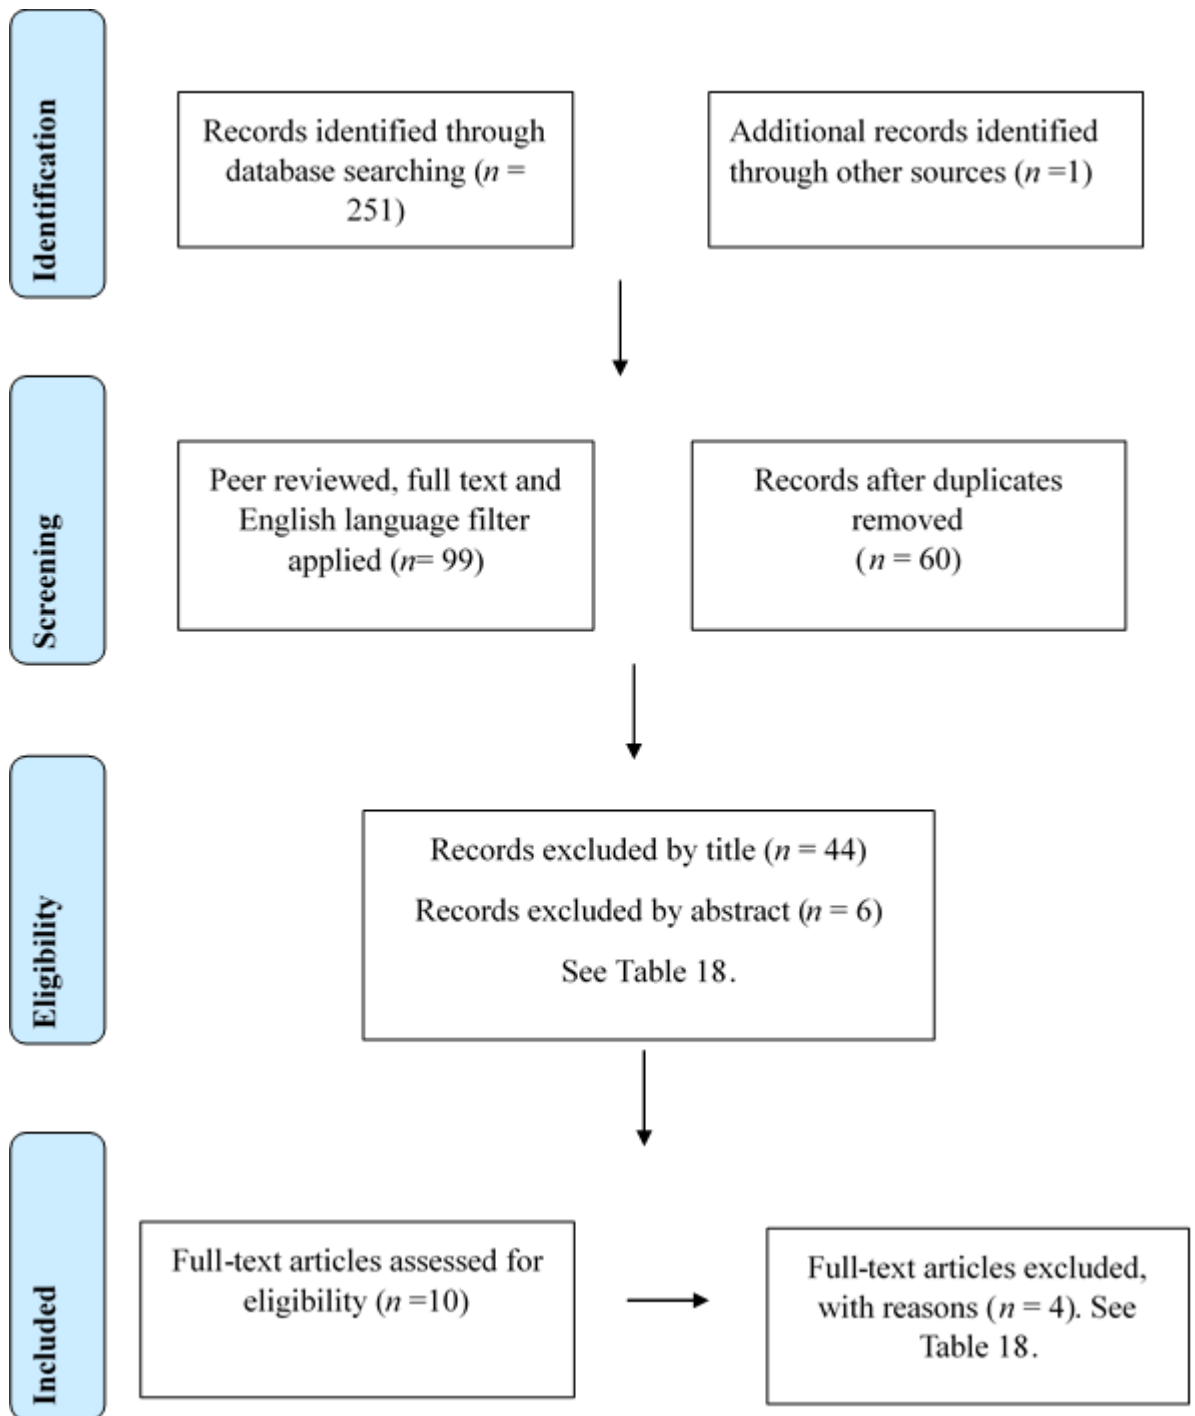 Identification
Records identified through
database searching (n =
251)
Additional records identified
through other sources (n =1)
Screening
Peer reviewed, full text and
English language filter
applied (n= 99)
Records after duplicates
removed
( n = 60)
Eligibility
Records excluded by title (n = 44)
Records excluded by abstract (n = 6)
See Table 18.
Included
Full-text articles assessed for
eligibility (n =10)
Full-text articles excluded,
with reasons (n = 4). See
Table 18.